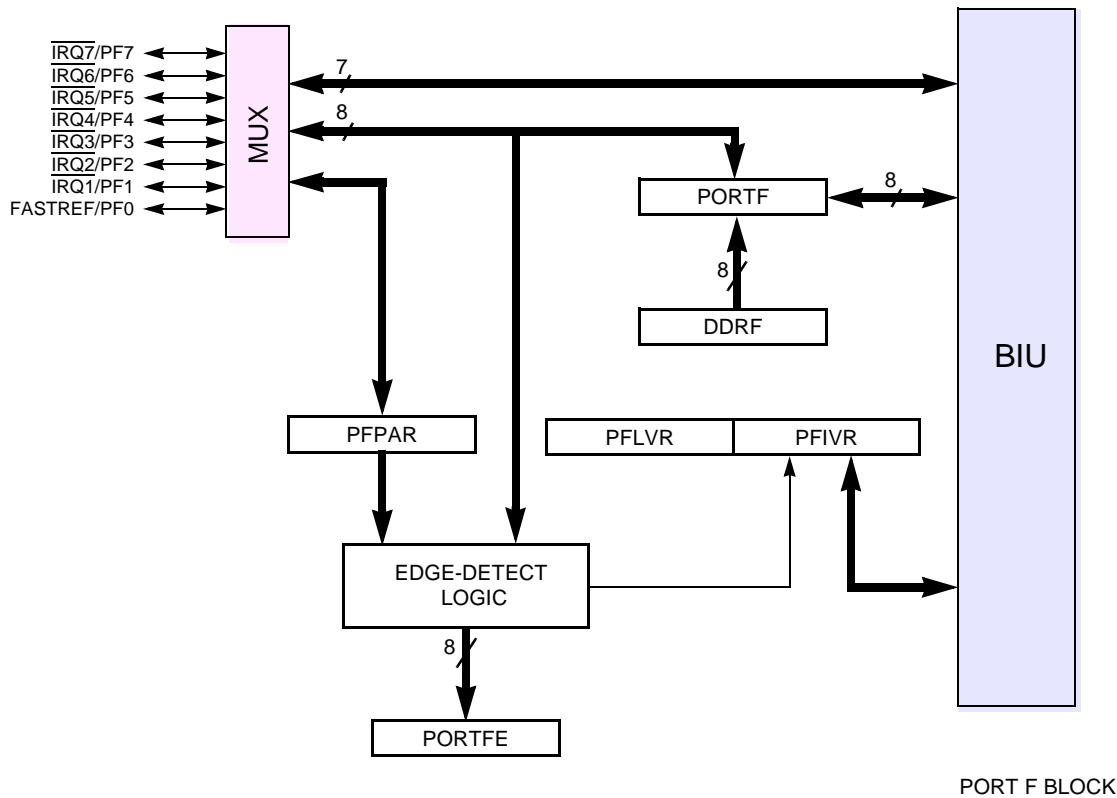 IRQ7/PF7
IRQ6/PF6
IRQ5/PF5
IRQ4/PF4
IRQ3/PF3
IRQ2/PF2
IRQ1/PF1
FASTREF/PF0
MUX
7
8
PORTF
8
8
DDRF
BIU
PFPAR
PFLVR
PFIVR
EDGE-DETECT
LOGIC
8
PORTFE
PORT F BLOCK